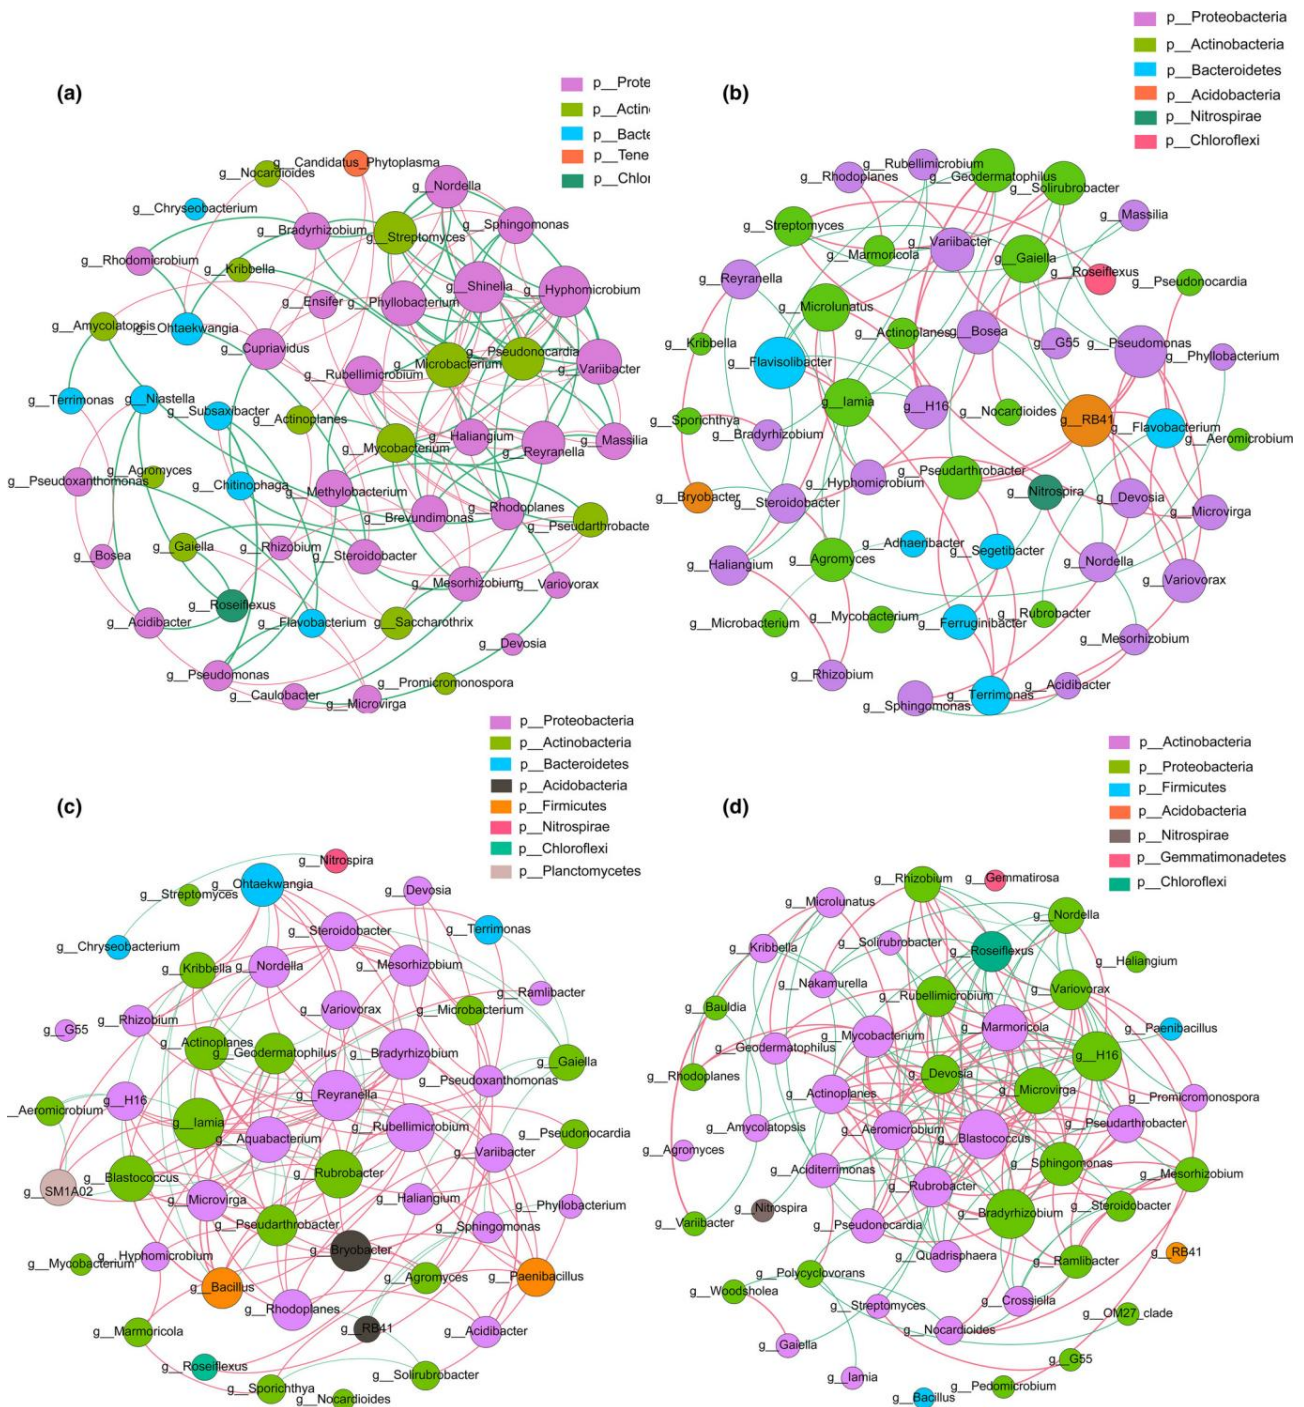 (a)
p__Prote
p__Actin
p__Bacte
p__Tene
p__Chlor
g__Candidatus_Phytoplasma
g__Nocardioides
g__Nordella
g__Chryseobacterium
g__Sphingomonas
g__Bradyrhizobium
g__Streptomyces
g__Rhodomicrobium
g__Kribbella
g__Shinella
g__Hyphomicrobium
g__Ensifer
g__Phyllobacterium
g__Amycolatopsis
g__Ohtaekwangia
g__Cupriavidus
g__Pseudonocardia
g__Microbacterium
g__Variibacter
g__Rubellimicrobium
g__Terrimonas
g__Niastella
g__Subsaxibacter
g__Actinoplanes
g__Haliangium
g__Massilia
g__Mycobacterium
g__Reyranella
g__Agromyces
g__Pseudoxanthomonas
g__Chitinophaga
g__Methylobacterium
g__Rhodoplanes
g__Brevundimonas
g__Pseudarthrobacte
g__Gaiella
g__Rhizobium
g__Steroidobacter
g__Bosea
g__Mesorhizobium
g__Variovorax
g__Roseiflexus
g__Acidibacter
g__Flavobacterium
g__Saccharothrix
g__Devosia
g__Pseudomonas
g__Promicromonospora
g__Caulobacter
g__Microvirga
(b)
p__Proteobacteria
p__Actinobacteria
p__Bacteroidetes
p__Acidobacteria
p__Nitrospirae
p__Chloroflexi
g__Rubellimicrobium
g__Rhodoplanes
g__Geodermatophilus
g__Solirubrobacter
g__Massilia
g__Streptomyces
g__Variibacter
g__Marmoricola
g__Gaiella
g__Roseiflexus
g__Reyranella
g__Pseudonocardia
g__Microlunatus
g__Actinoplanes
g__Bosea
g__G55
g__Kribbella
g__Pseudomonas
g__Phyllobacterium
g__Flavisolibacter
g__Iamia
g__H16
g__Nocardioides
g__RB41
g__Sporichthya
g__Flavobacterium
g__Bradyrhizobium
g__Aeromicrobium
g__Pseudarthrobacter
g__Hyphomicrobium
g__Nitrospira
g__Bryobacter
g__Steroidobacter
g__Devosia
g__Microvirga
g__Adhaeribacter
g__Segetibacter
g__Haliangium
g__Agromyces
g__Nordella
g__Variovorax
g__Rubrobacter
g__Mycobacterium
g__Microbacterium
g__Ferruginibacter
g__Mesorhizobium
g__Rhizobium
g__Acidibacter
g__Terrimonas
g__Sphingomonas
(c)
p__Proteobacteria
p__Actinobacteria
p__Bacteroidetes
p__Acidobacteria
p__Firmicutes
p__Nitrospirae
p__Chloroflexi
p__Planctomycetes
g__Nitrospira
g__Ohtaekwangia
g__Streptomyces
g__Devosia
g__Steroidobacter
g__Terrimonas
g__Chryseobacterium
g__Kribbella
g__Nordella
g__Mesorhizobium
g__Ramlibacter
g__Variovorax
g__Microbacterium
g__Rhizobium
g__G55
g__Actinoplanes
g__Geodermatophilus
g__Bradyrhizobium
g__Gaiella
g__Pseudoxanthomonas
g__H16
g__Reyranella
__Aeromicrobium
g__Iamia
g__Aquabacterium
g__Rubellimicrobium
g__Pseudonocardia
g__Variibacter
g__Blastococcus
g__Rubrobacter
g__SM1A02
g__Microvirga
g__Haliangium
g__Phyllobacterium
g__Pseudarthrobacter
g__Sphingomonas
g__Hyphomicrobium
g__Bryobacter
g__Mycobacterium
g__Bacillus
g__Agromyces
g__Paenibacillus
g__Rhodoplanes
g__Marmoricola
g__RB41
g__Acidibacter
g__Roseiflexus
g__Solirubrobacter
g__Sporichthya
g__Nocardioides
(d)
p__Actinobacteria
p__Proteobacteria
p__Firmicutes
p__Acidobacteria
p__Nitrospirae
p__Gemmatimonadetes
p__Chloroflexi
g__Rhizobium
g__Gemmatirosa
g__Microlunatus
g__Nordella
g__Kribbella
g__Solirubrobacter
g__Roseiflexus
g__Haliangium
g__Nakamurella
g__Rubellimicrobium
g__Variovorax
g__Bauldia
g__Mycobacterium
g__Marmoricola
g__Paenibacillus
g__Geodermatophilus
g__H16
g__Rhodoplanes
g__Devosia
g__Actinoplanes
g__Microvirga
g__Promicromonospora
g__Amycolatopsis
g__Aeromicrobium
g__Blastococcus
g__Pseudarthrobacter
g__Agromyces
g__Aciditerrimonas
g__Sphingomonas
g__Mesorhizobium
g__Rubrobacter
g__Nitrospira
g__Variibacter
g__Pseudonocardia
g__Bradyrhizobium
g__Steroidobacter
g__Quadrisphaera
g__RB41
g__Ramlibacter
g__Polycyclovorans
g__Woodsholea
g__Streptomyces
g__Crossiella
g__OM27_clade
g__Nocardioides
g__Gaiella
g__G55
g__Iamia
g__Pedomicrobium
g__Bacillus